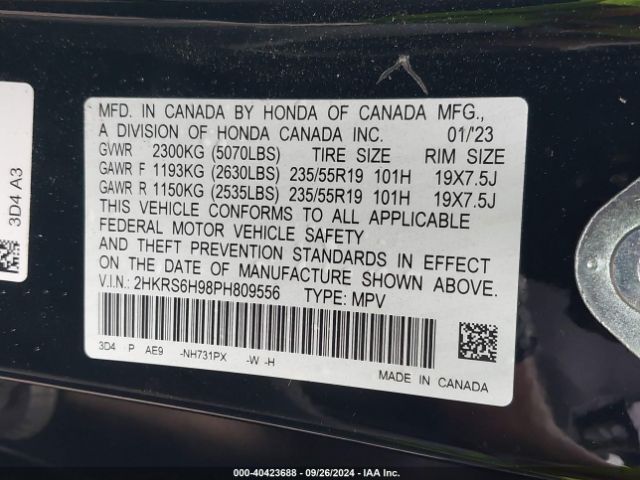 MFD. IN CANADA BY HONDA OF CANADA MFG.,
A DIVISION OF HONDA CANADA INC. 01/'23
GVWR 2300KG (5070LBS) TIRE SIZE RIM SIZE
GAWR F 1193KG (2630LBS) 235/55R19 101H 19X7.5J
GAWR R 1150KG (2535LBS) 235/55R19 101H 19X7.5J
THIS VEHICLE CONFORMS TO ALL APPLICABLE
FEDERAL MOTOR VEHICLE SAFETY
AND THEFT PREVENTION STANDARDS IN EFFECT
ON THE DATE OF MANUFACTURE SHOWN ABOVE.
V.I.N.: 2HKRS6H98PH809556 TYPE: MPV
3D4 P AE9 -NH731PX -W -H
MADE IN CANADA
3D4 A3
000-40423688 - 09/26/2024 - IAA Inc.